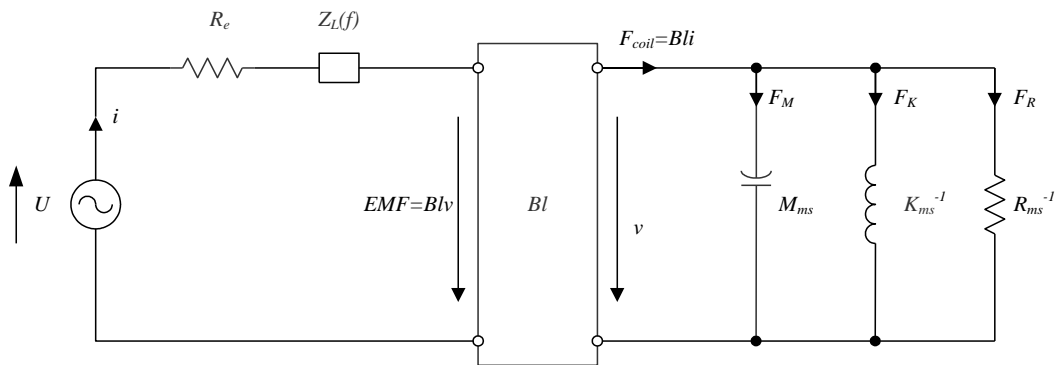 R_e
Z_L(f)
F_coil=Bli
i
F_M
F_K
F_R
U
EMF=Blv
Bl
v
M_ms
K_ms^-1
R_ms^-1